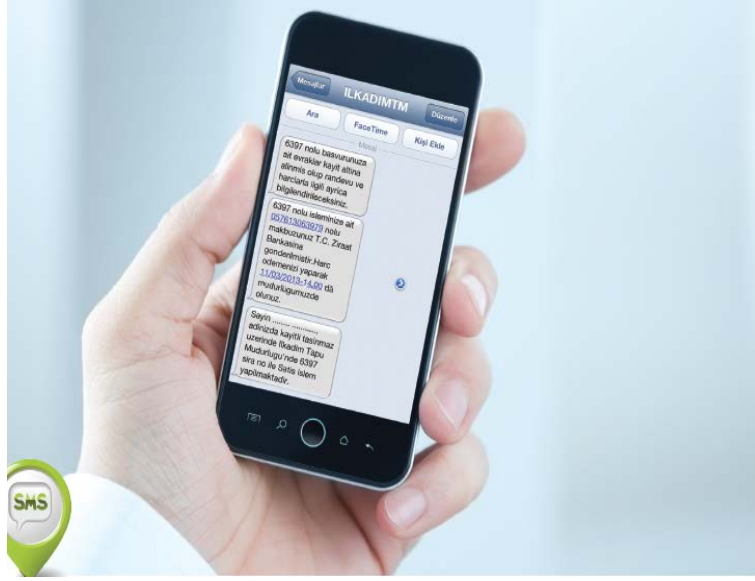 Mesajlar ILKADIMTM Düzenle
Ara FaceTime Kişi Ekle
Mesaj
6397 nolu basvurunuza
ait evraklar kayit altina
alinmis olup randevu ve
harclarla ilgili ayrica
bilgilendirileceksiniz.
6397 nolu isleminize ait
057613063979 nolu
makbuzunuz T.C. Ziraat
Bankasina
gonderilmistir.Harc
odemenizi yaparak
11/03/2013-14.00 da
mudurlugumuzde
olunuz.
Sayin ....... ............
adinizda kayitli tasinmaz
uzerinde Ilkadim Tapu
Mudurlugu'nde 6397
sira no ile Satis islem
yapilmaktadir.
SMS